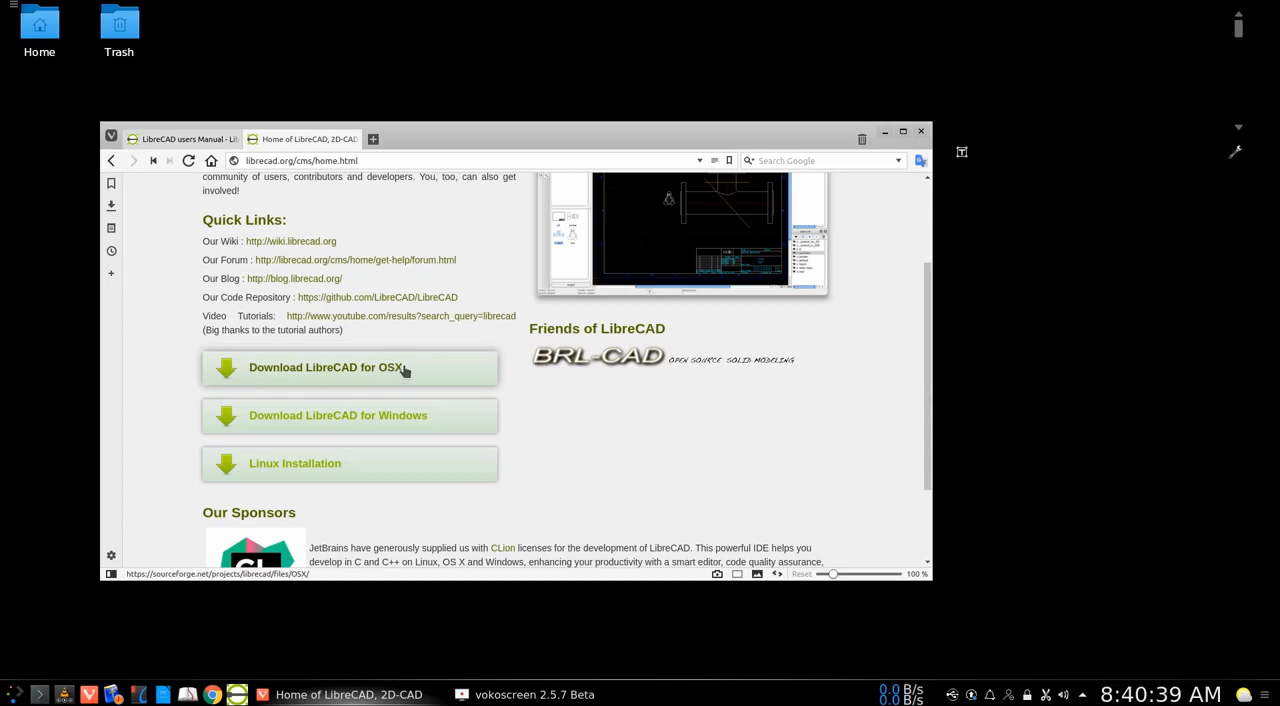 Home
Trash
LibreCAD users Manual - Li
Home of LibreCAD, 2D-CAD
librecad.org/cms/home.html
Search Google
community of users, contributors and developers. You, too, can also get
involved!
Quick Links:
Our Wiki : http://wiki.librecad.org
Our Forum : http://librecad.org/cms/home/get-help/forum.html
Our Blog : http://blog.librecad.org/
Our Code Repository : https://github.com/LibreCAD/LibreCAD
Video Tutorials: http://www.youtube.com/results?search_query=librecad
(Big thanks to the tutorial authors)
Friends of LibreCAD
BRL-CAD OPEN SOURCE SOLID MODELING
Download LibreCAD for OSX
Download LibreCAD for Windows
Linux Installation
Our Sponsors
JetBrains have generously supplied us with CLion licenses for the development of LibreCAD. This powerful IDE helps you
develop in C and C++ on Linux, OS X and Windows, enhancing your productivity with a smart editor, code quality assurance,
https://sourceforge.net/projects/librecad/files/OSX/
Reset
100 %
Home of LibreCAD, 2D-CAD
vokoscreen 2.5.7 Beta
0.0 B/s
0.0 B/s
8:40:39 AM